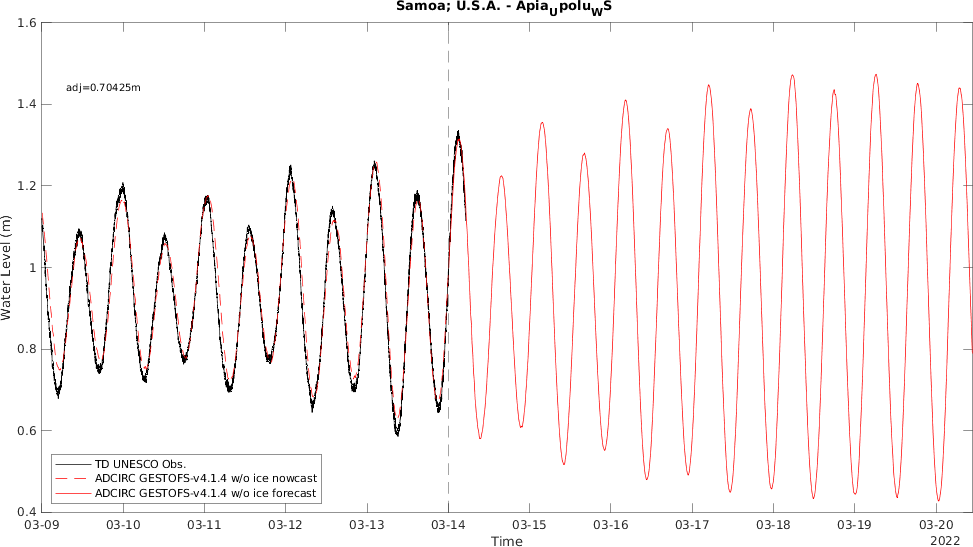 Samoa; U.S.A. - Apia_Upolu_WS
1.6
1.4
1.2
1
0.8
0.6
0.4
Water Level (m)
adj=0.70425m
TD UNESCO Obs.
ADCIRC GESTOFS-v4.1.4 w/o ice nowcast
ADCIRC GESTOFS-v4.1.4 w/o ice forecast
03-09 03-10 03-11 03-12 03-13 03-14 03-15 03-16 03-17 03-18 03-19 03-20
Time 2022